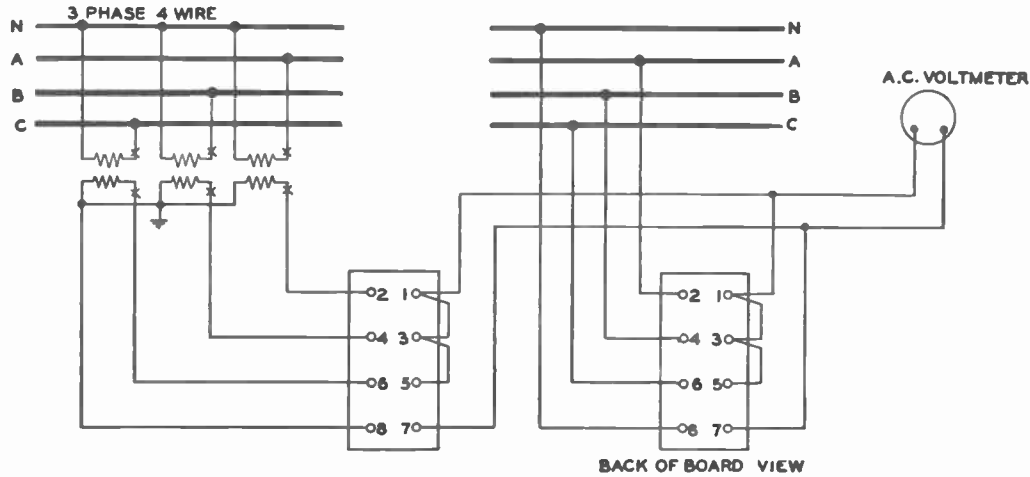 3 PHASE 4 WIRE
N
A
B
C
N
A
B
C
A.C. VOLTMETER
2 1
4 3
6 5
8 7
2 1
4 3
6 5
6 7
BACK OF BOARD VIEW